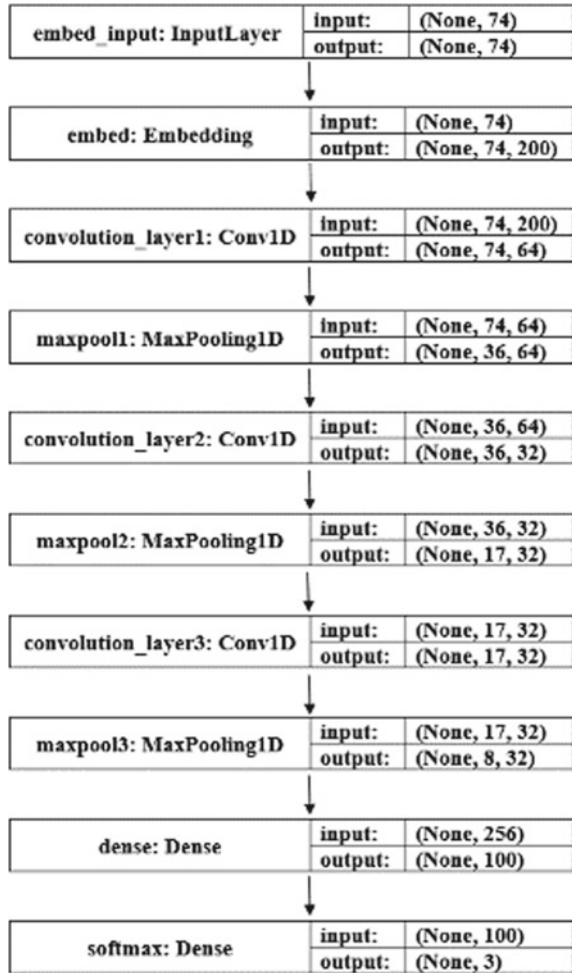 embed_input: InputLayer
input: (None, 74)
output: (None, 74)
embed: Embedding
input: (None, 74)
output: (None, 74, 200)
convolution_layer1: Conv1D
input: (None, 74, 200)
output: (None, 74, 64)
maxpool1: MaxPooling1D
input: (None, 74, 64)
output: (None, 36, 64)
convolution_layer2: Conv1D
input: (None, 36, 64)
output: (None, 36, 32)
maxpool2: MaxPooling1D
input: (None, 36, 32)
output: (None, 17, 32)
convolution_layer3: Conv1D
input: (None, 17, 32)
output: (None, 17, 32)
maxpool3: MaxPooling1D
input: (None, 17, 32)
output: (None, 8, 32)
dense: Dense
input: (None, 256)
output: (None, 100)
softmax: Dense
input: (None, 100)
output: (None, 3)